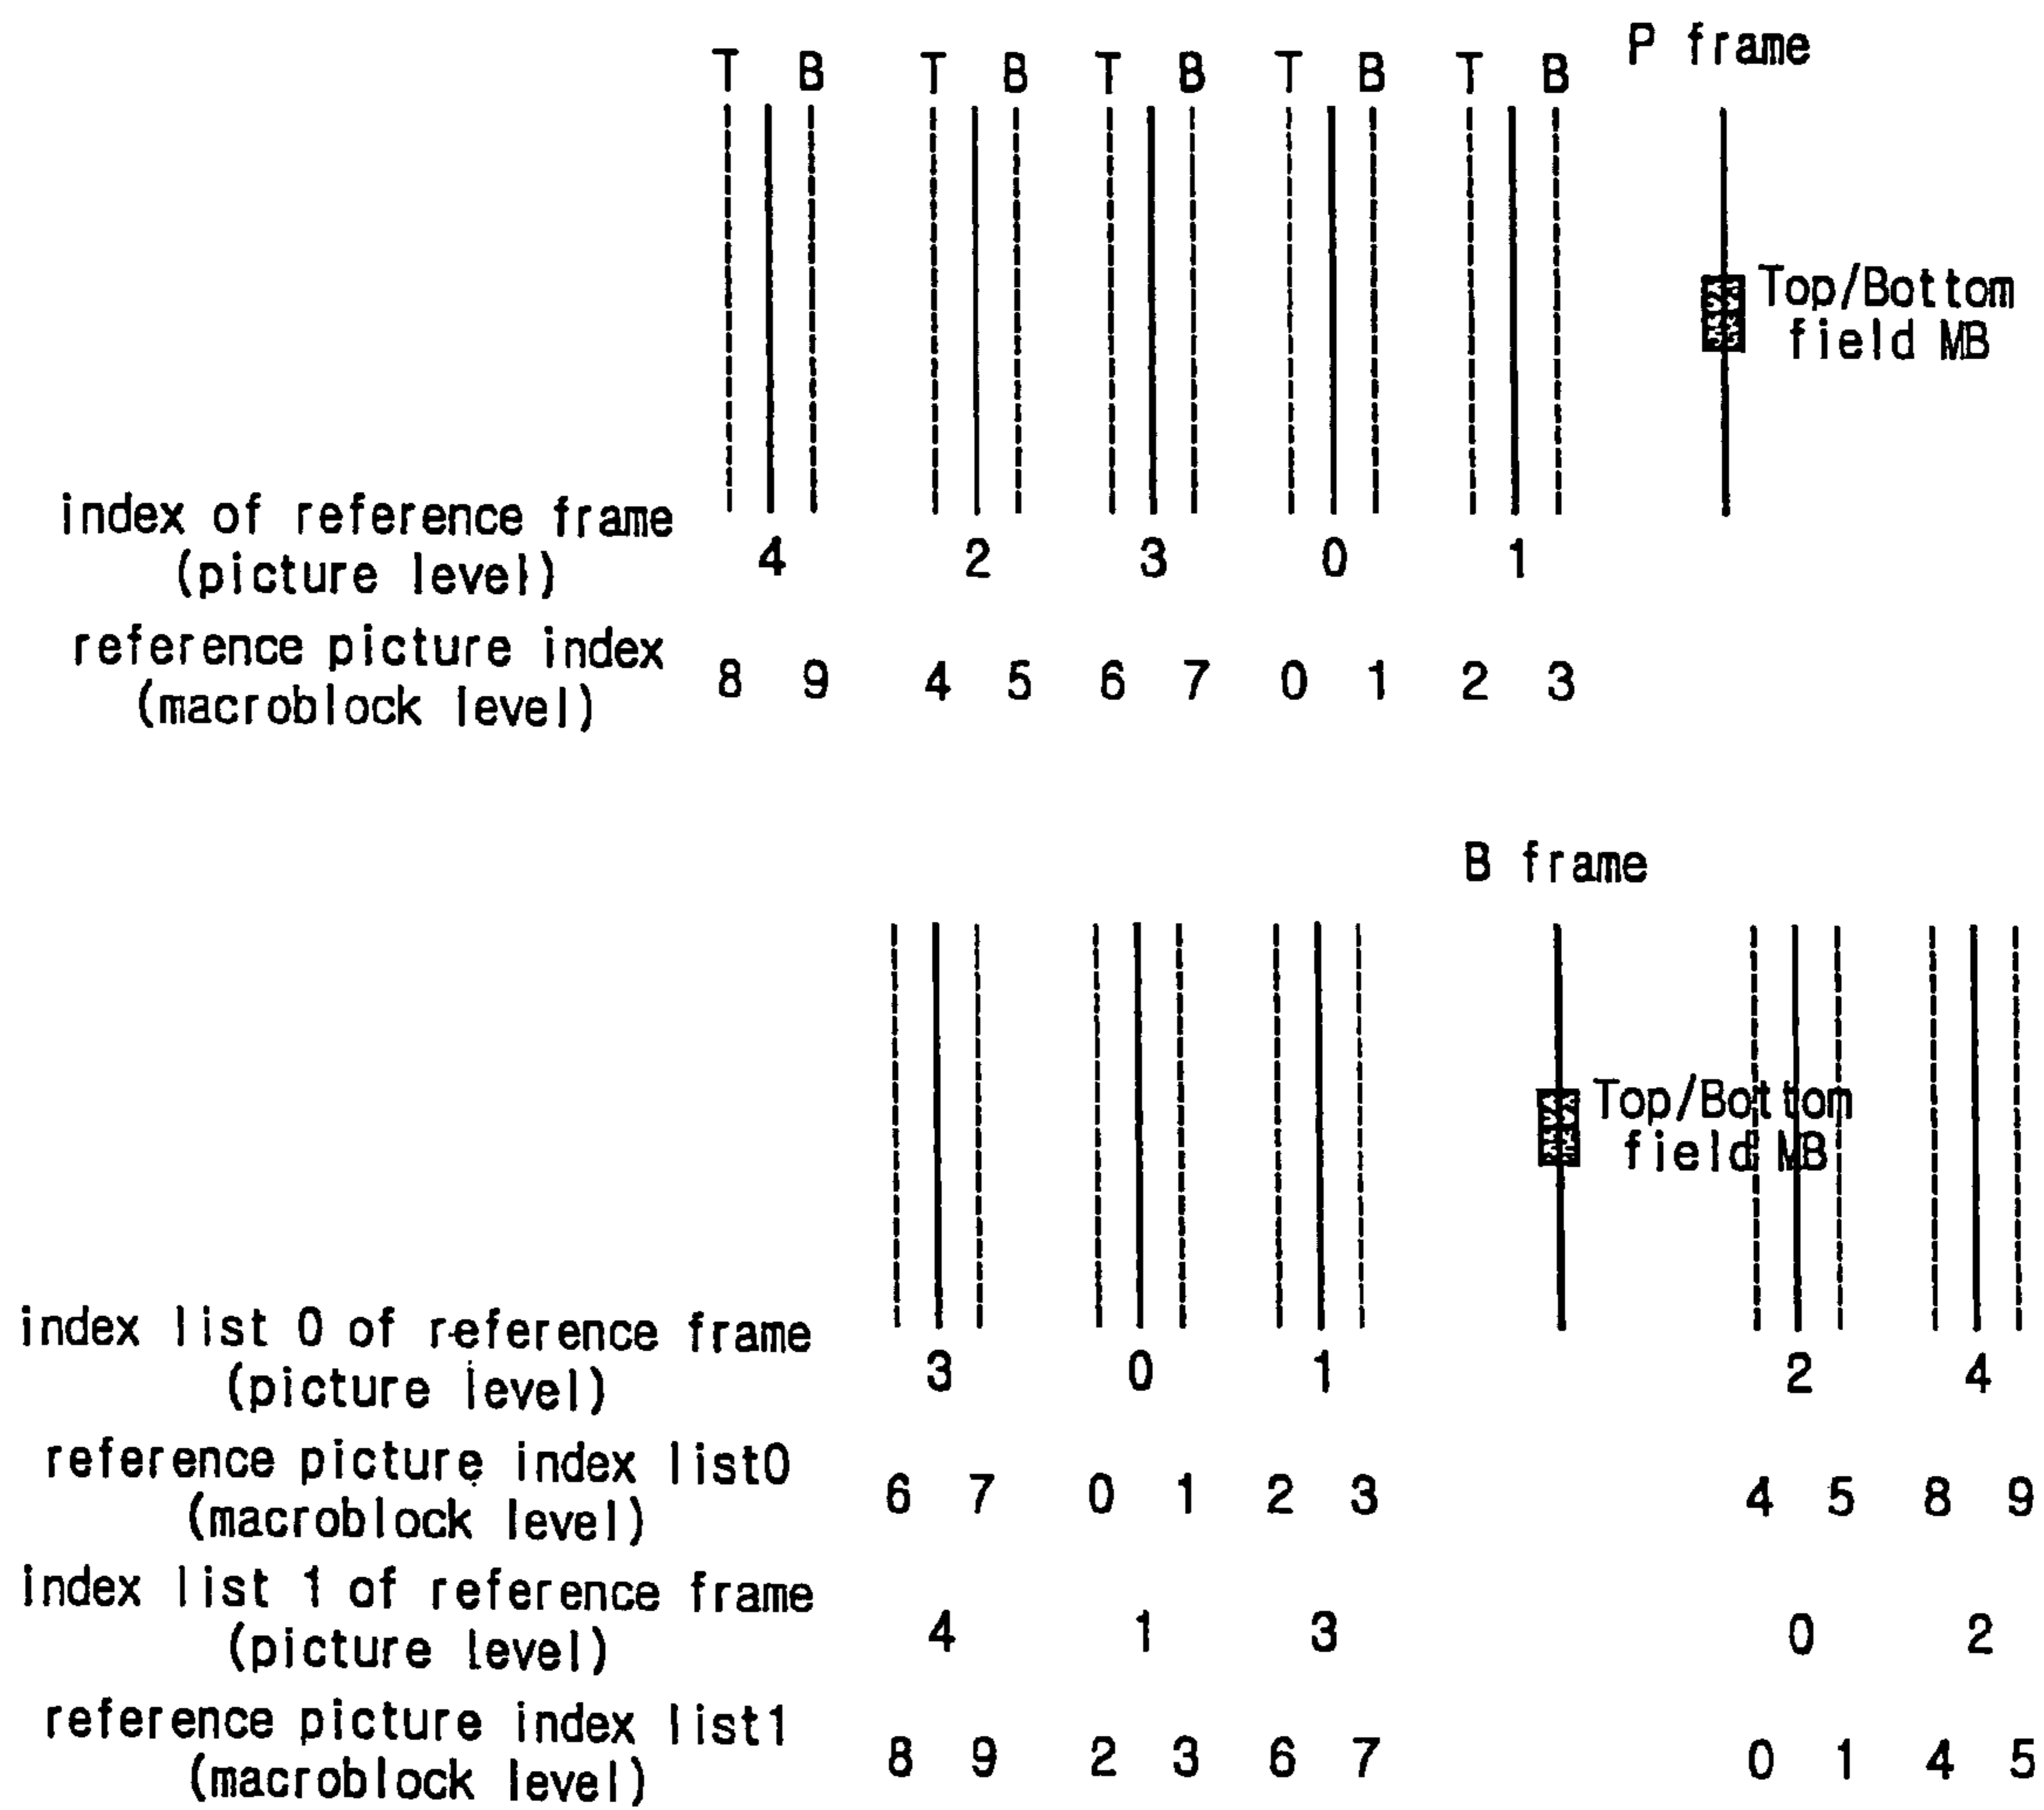 P frame
T B T B T B T B T B
Top/Bottom
field MB
index of reference frame
(picture level)
4 2 3 0 1
reference picture index
(macroblock level)
8 9 4 5 6 7 0 1 2 3
B frame
Top/Bottom
field MB
index list 0 of reference frame
(picture level)
3 0 1 2 4
reference picture index list0
(macroblock level)
6 7 0 1 2 3 4 5 8 9
index list 1 of reference frame
(picture level)
4 1 3 0 2
reference picture index list1
(macroblock level)
8 9 2 3 6 7 0 1 4 5